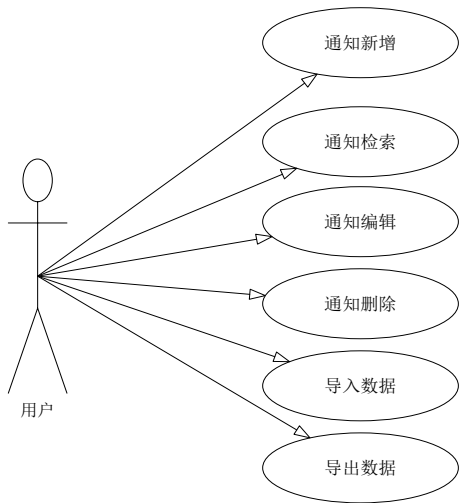 通知新增
通知检索
通知编辑
通知删除
导入数据
导出数据
用户